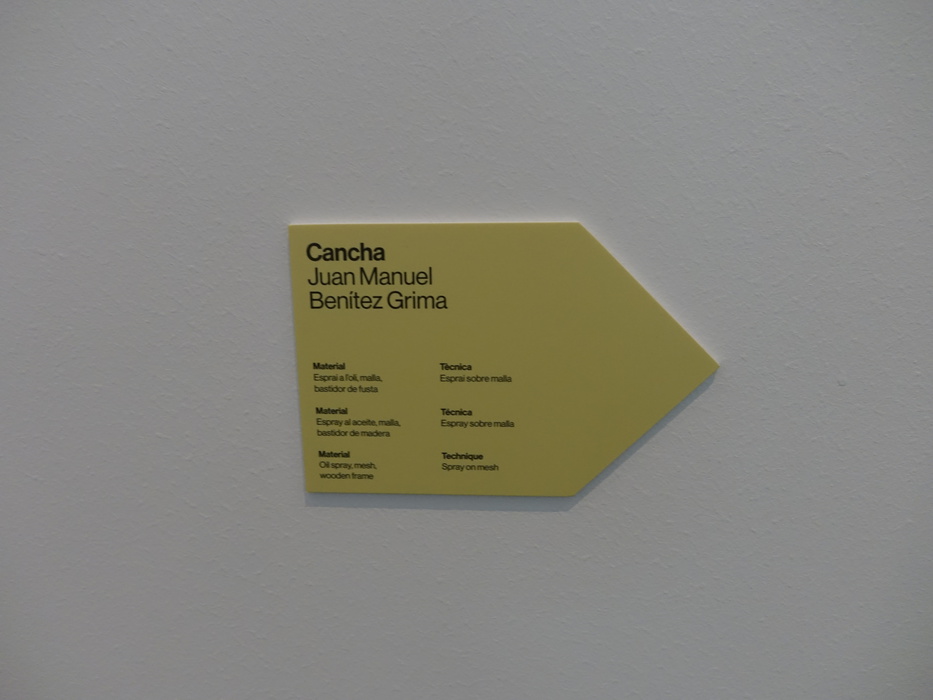 Cancha
Juan Manuel
Benítez Grima
Material
Esprai a l'oli, malla,
bastidor de fusta
Tècnica
Esprai sobre malla
Material
Espray al aceite, malla,
bastidor de madera
Técnica
Espray sobre malla
Material
Oil spray, mesh,
wooden frame
Technique
Spray on mesh